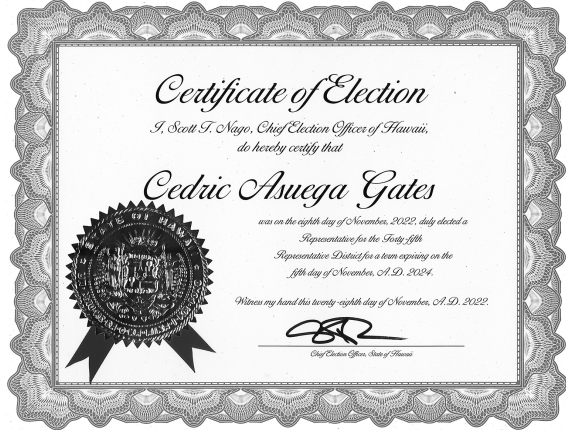 Certificate of Election
I, Scott T. Nago, Chief Election Officer of Hawaii,
do hereby certify that
Cedric Asuega Gates
was on the eighth day of November, 2022, duly elected a
Representative for the Forty-fifth
Representative District for a term expiring on the
fifth day of November, A.D. 2024.
Witness my hand this twenty-eighth day of November, A.D. 2022.
Chief Election Officer, State of Hawaii